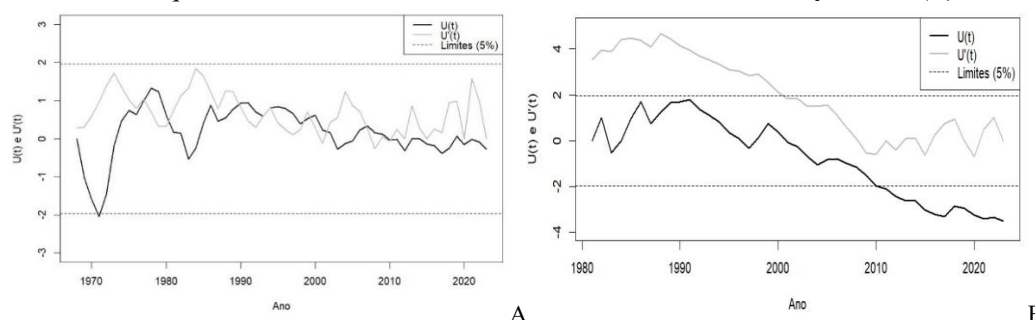 U(t)
U'(t)
Limites (5%)
U(t) e U'(t)
3
2
1
0
-1
-2
-3
1970
1980
1990
2000
2010
2020
Ano
A
U(t)
U'(t)
Limites (5%)
U(t) e U'(t)
4
2
0
-2
-4
1980
1990
2000
2010
2020
Ano